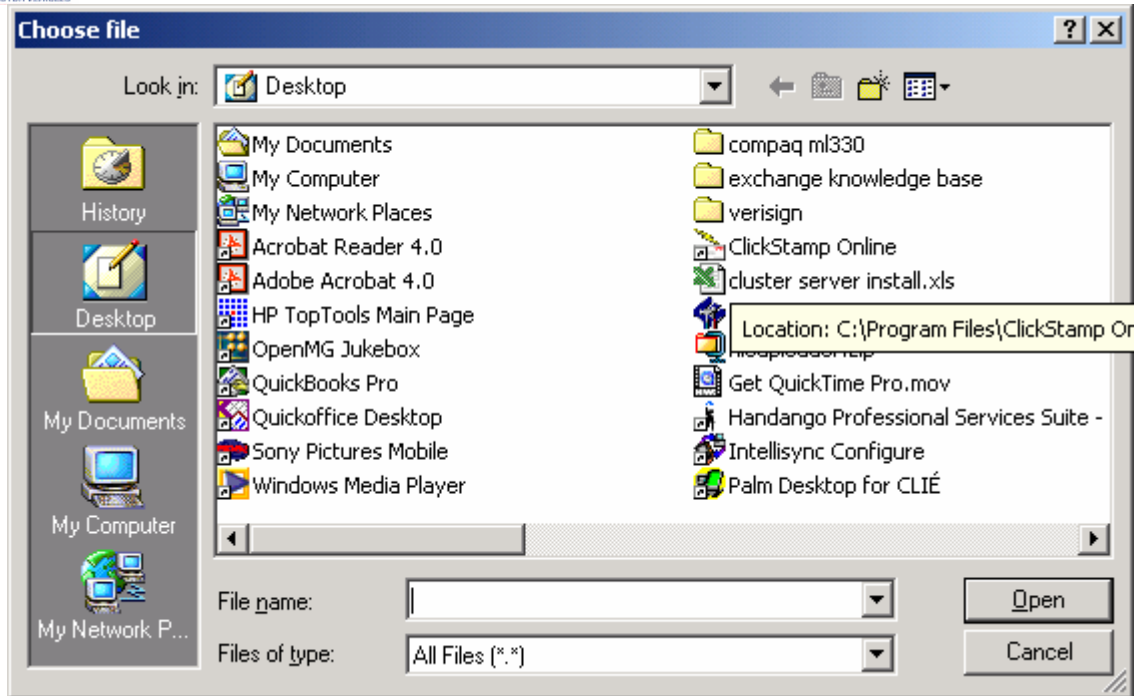 Choose file
Look in: Desktop
History
Desktop
My Documents
My Computer
My Network P...
My Documents
My Computer
My Network Places
Acrobat Reader 4.0
Adobe Acrobat 4.0
HP TopTools Main Page
OpenMG Jukebox
QuickBooks Pro
Quickoffice Desktop
Sony Pictures Mobile
Windows Media Player
compaq ml330
exchange knowledge base
verisign
ClickStamp Online
cluster server install.xls
Location: C:\Program Files\ClickStamp On
Get QuickTime Pro.mov
Handango Professional Services Suite -
Intellisync Configure
Palm Desktop for CLIÉ
File name:
Open
Files of type: All Files (*.*)
Cancel